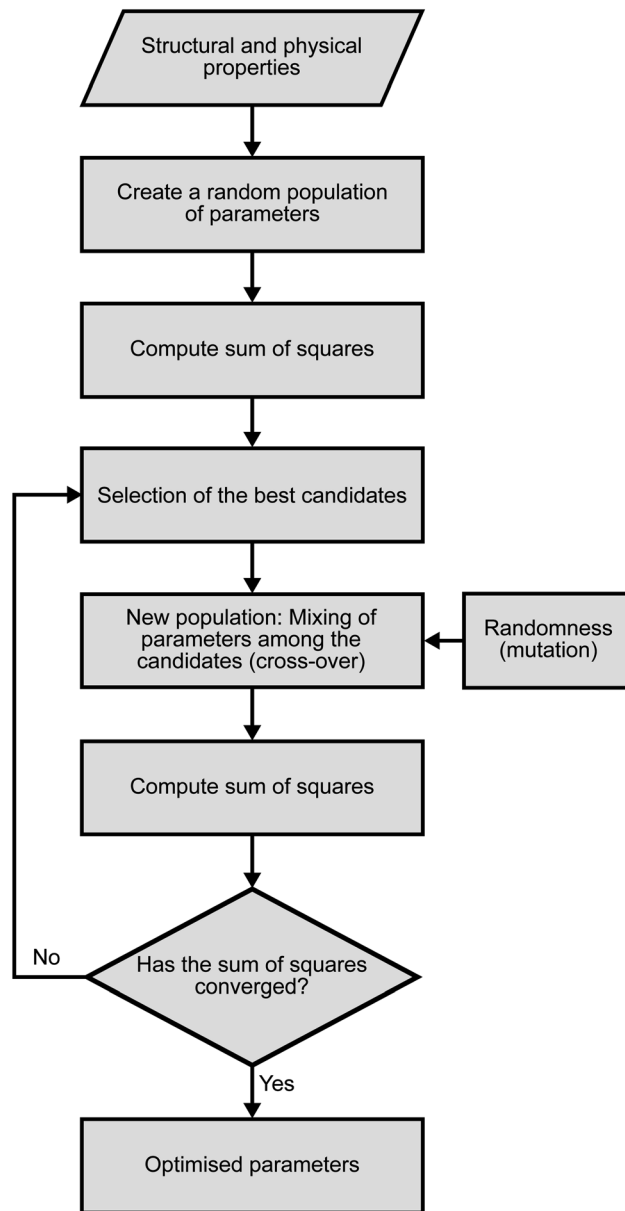 Structural and physical
properties
Create a random population
of parameters
Compute sum of squares
Selection of the best candidates
New population: Mixing of
parameters among the
candidates (cross-over)
Randomness
(mutation)
Compute sum of squares
Has the sum of squares
converged?
No
Yes
Optimised parameters